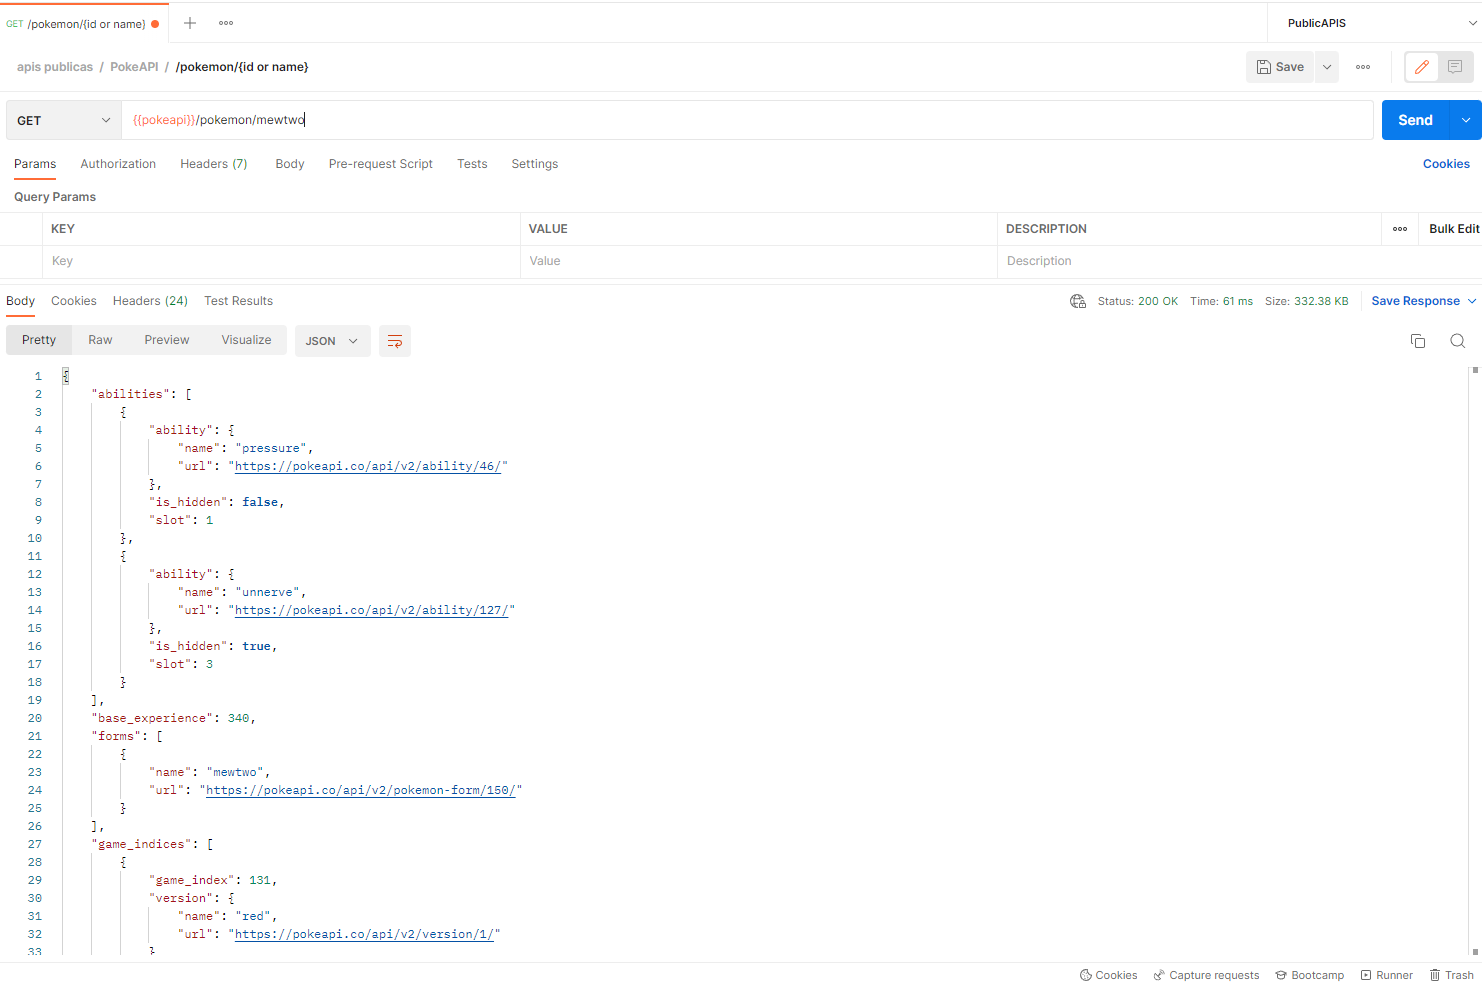 GET /pokemon/{id or name}
PublicAPIS
apis publicas / PokeAPI / /pokemon/{id or name}
Save
GET
{{pokeapi}}/pokemon/mewtwo
Send
Params Authorization Headers (7) Body Pre-request Script Tests Settings
Cookies
Query Params
KEY VALUE DESCRIPTION Bulk Edit
Key Value Description
Body Cookies Headers (24) Test Results
Status: 200 OK Time: 61 ms Size: 332.38 KB Save Response
Pretty Raw Preview Visualize JSON
1 {
2 "abilities": [
3 {
4 "ability": {
5 "name": "pressure",
6 "url": "https://pokeapi.co/api/v2/ability/46/"
7 },
8 "is_hidden": false,
9 "slot": 1
10 },
11 {
12 "ability": {
13 "name": "unnerve",
14 "url": "https://pokeapi.co/api/v2/ability/127/"
15 },
16 "is_hidden": true,
17 "slot": 3
18 }
19 ],
20 "base_experience": 340,
21 "forms": [
22 {
23 "name": "mewtwo",
24 "url": "https://pokeapi.co/api/v2/pokemon-form/150/"
25 }
26 ],
27 "game_indices": [
28 {
29 "game_index": 131,
30 "version": {
31 "name": "red",
32 "url": "https://pokeapi.co/api/v2/version/1/"
33 }
Cookies Capture requests Bootcamp Runner Trash